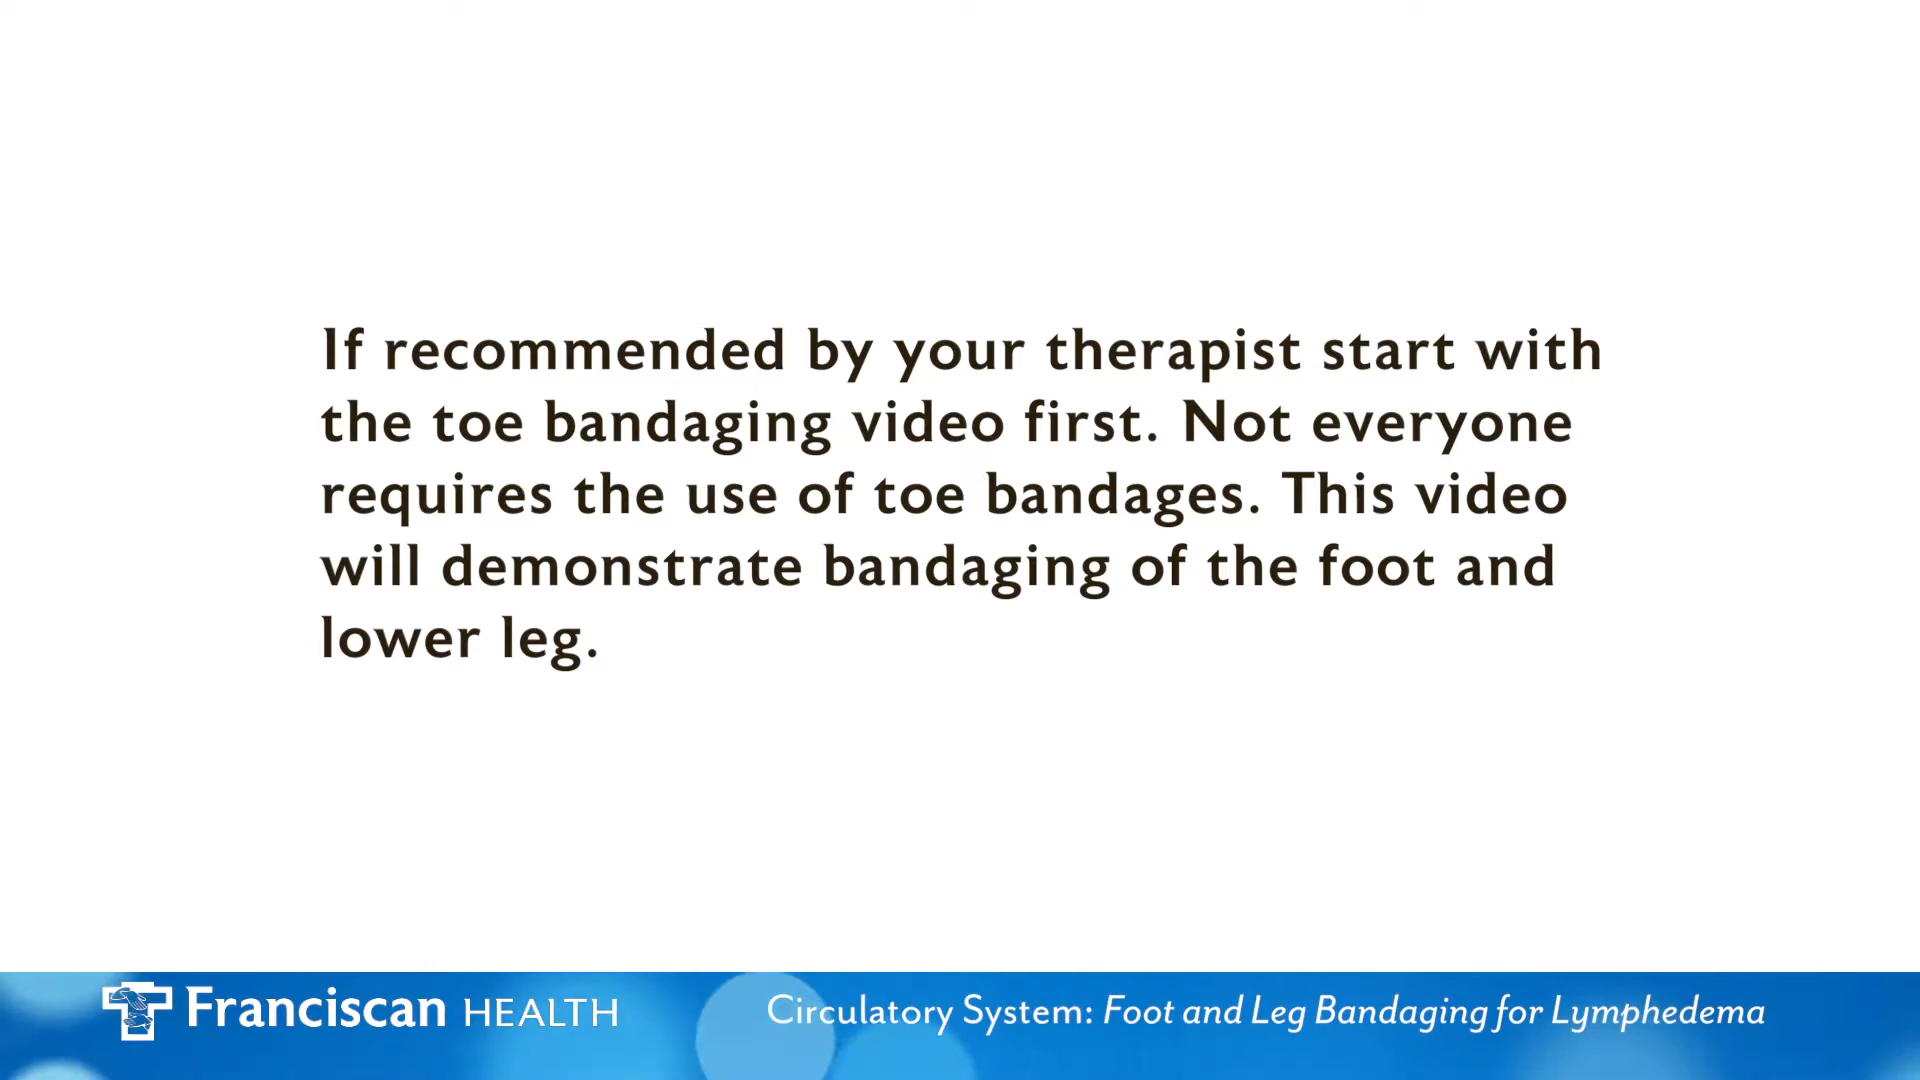 If recommended by your therapist start with
the toe bandaging video first. Not everyone
requires the use of toe bandages. This video
will demonstrate bandaging of the foot and
lower leg.
Franciscan HEALTH
Circulatory System: Foot and Leg Bandaging for Lymphedema